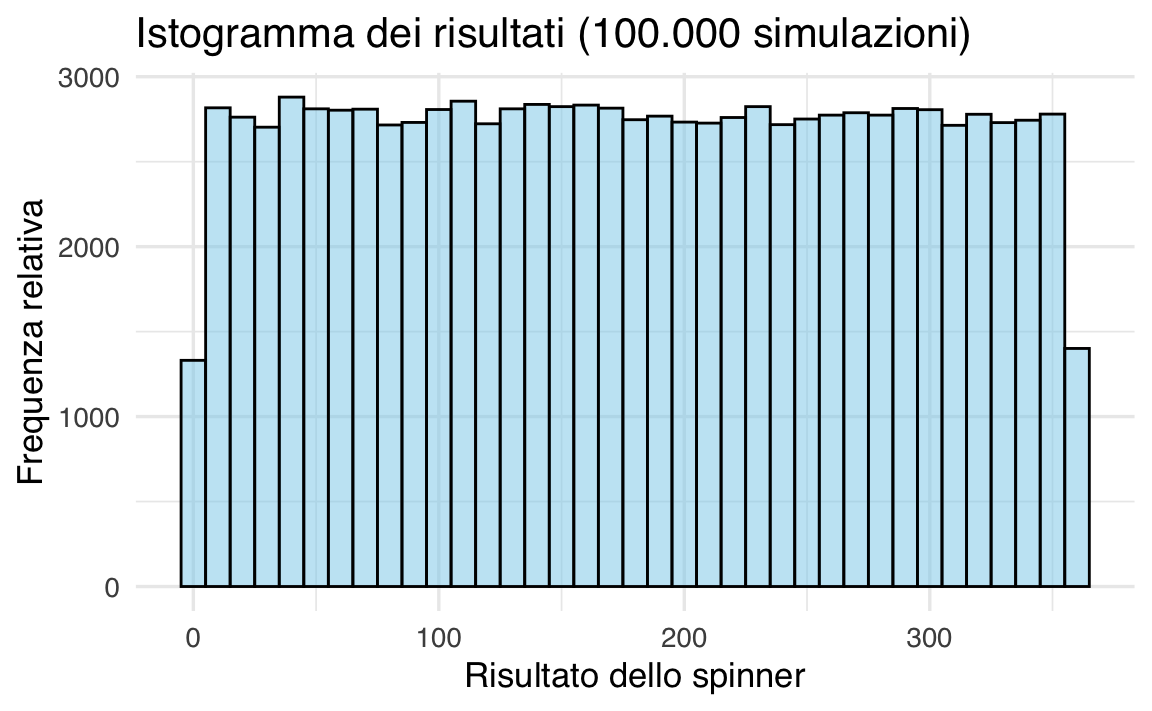 Istogramma dei risultati (100.000 simulazioni)
3000
2000
1000
0
Frequenza relativa
0 100 200 300
Risultato dello spinner